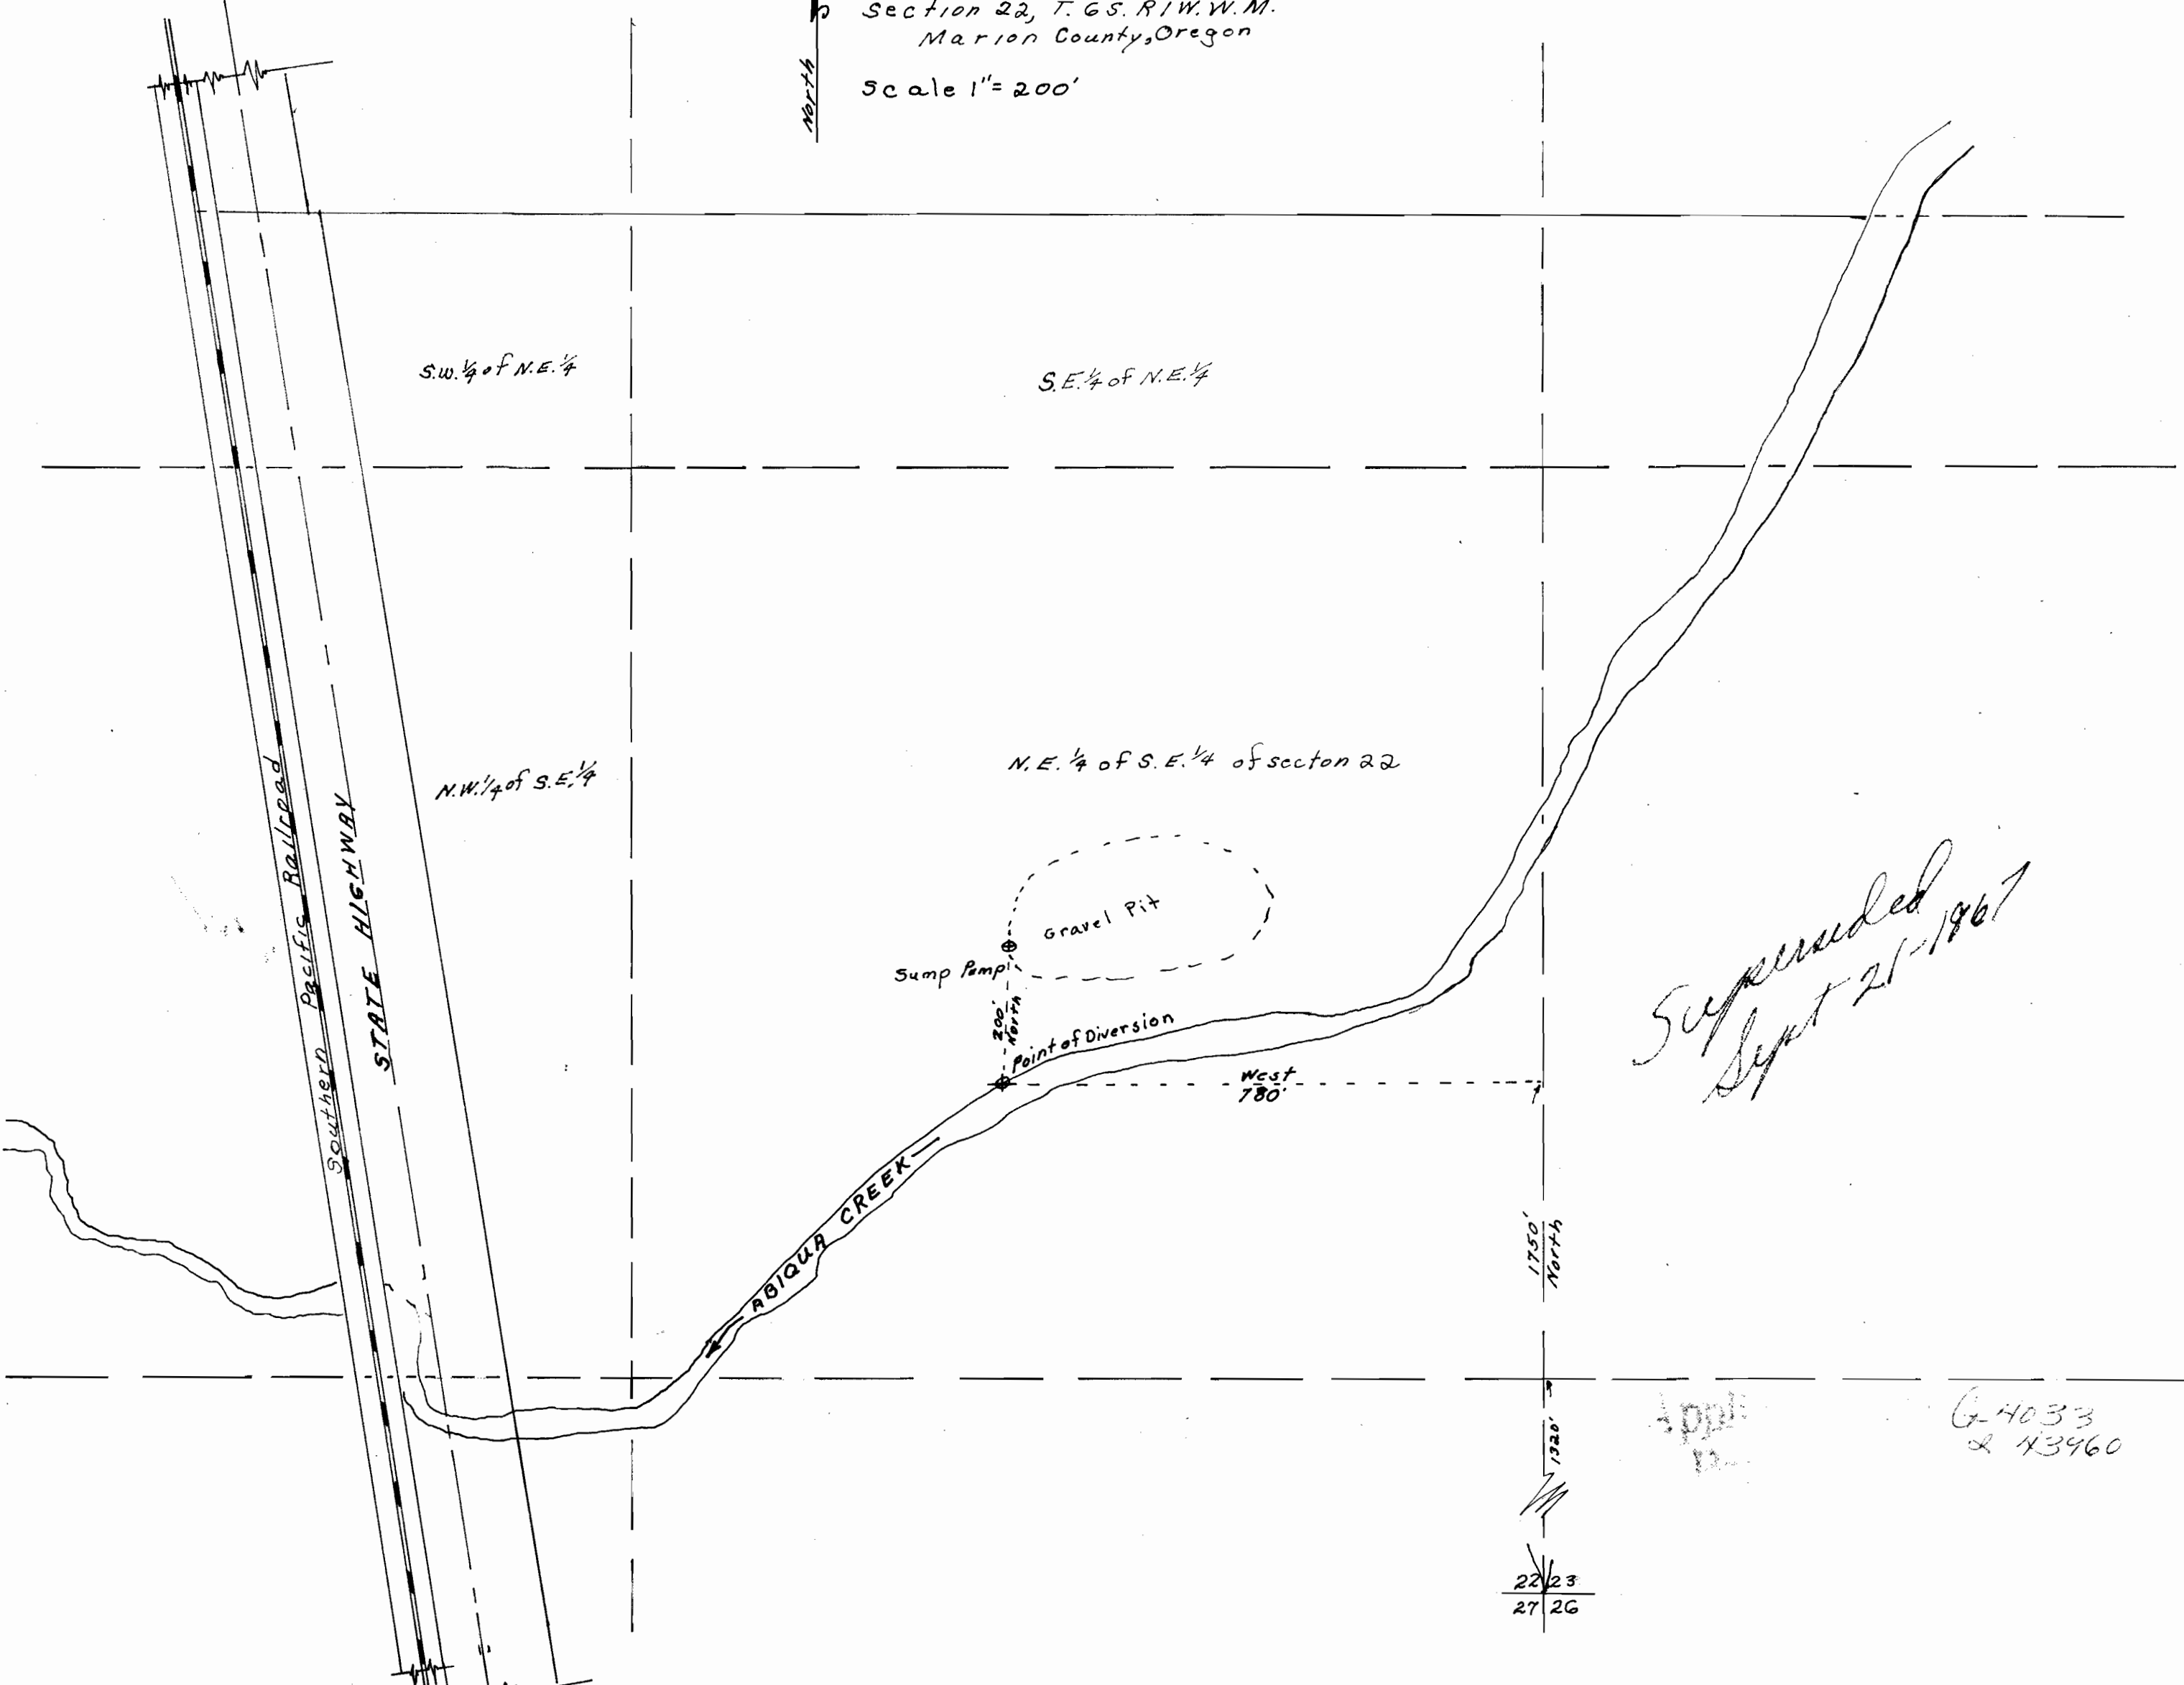 Section 22, T. 6S. R1W. W.M.
Marion County, Oregon
Scale 1"= 200'
North
S.W. ¼ of N.E. ¼
S.E. ¼ of N.E. ¼
N.W. ¼ of S.E. ¼
N.E. ¼ of S.E. ¼ of secton 22
Southern Pacific Railroad
STATE HIGHWAY
Gravel Pit
Sump Pump
200'
North
Point of Diversion
West
780'
ABIQUA CREEK
Superseded
Sept 21-1967
1750'
North
1320'
Appli
G-4033
& 43960
22 23
27 26